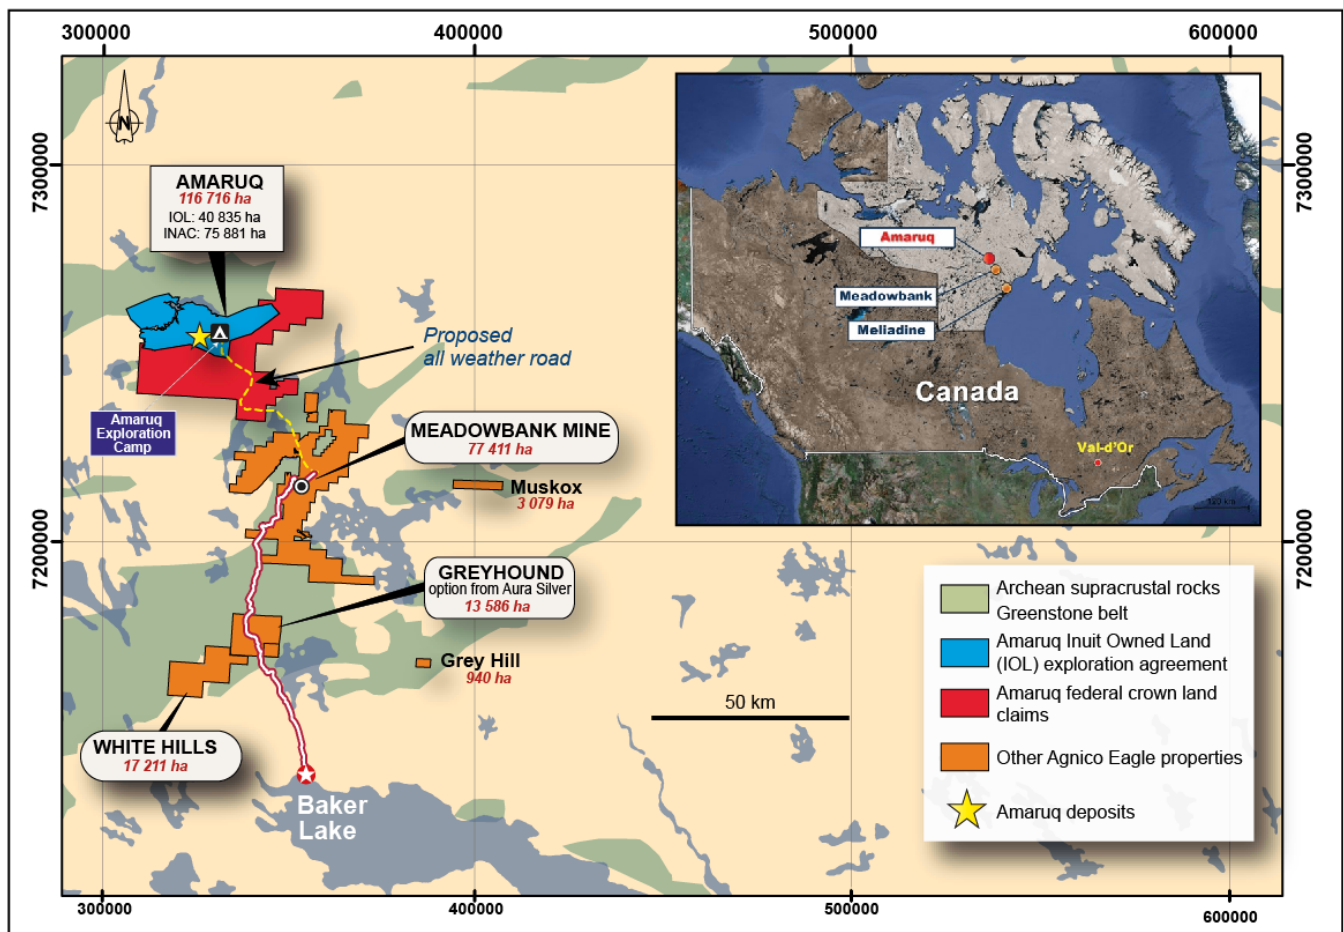 300000
400000
500000
600000
7300000
7200000
N
AMARUQ
116 716 ha
IOL: 40 835 ha
INAC: 75 881 ha
Proposed
all weather road
Amaruq
Exploration
Camp
MEADOWBANK MINE
77 411 ha
Muskox
3 079 ha
GREYHOUND
option from Aura Silver
13 586 ha
Grey Hill
940 ha
WHITE HILLS
17 211 ha
Baker
Lake
50 km
Amaruq
Meadowbank
Meliadine
Canada
Val-d'Or
7300000
7200000
Archean supracrustal rocks
Greenstone belt
Amaruq Inuit Owned Land
(IOL) exploration agreement
Amaruq federal crown land
claims
Other Agnico Eagle properties
Amaruq deposits
300000
400000
500000
600000